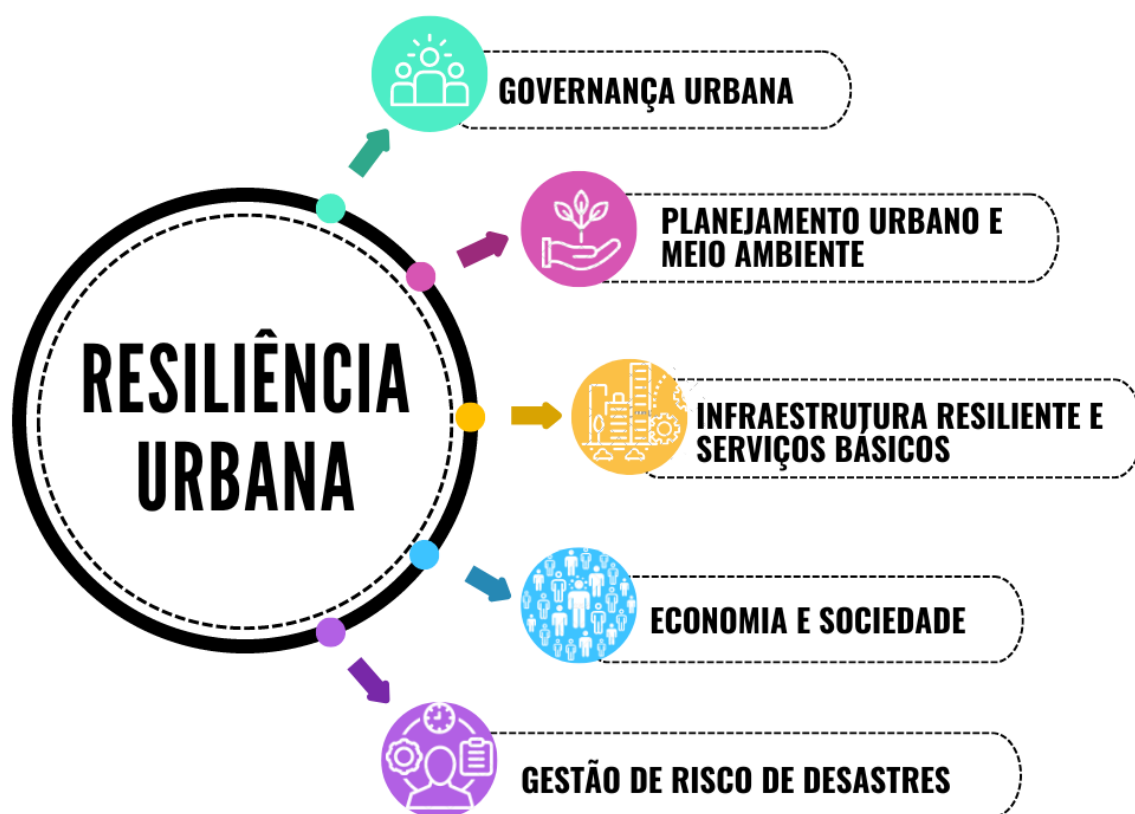 GOVERNANÇA URBANA
PLANEJAMENTO URBANO E
MEIO AMBIENTE
RESILIÊNCIA
URBANA
INFRAESTRUTURA RESILIENTE E
SERVIÇOS BÁSICOS
ECONOMIA E SOCIEDADE
GESTÃO DE RISCO DE DESASTRES